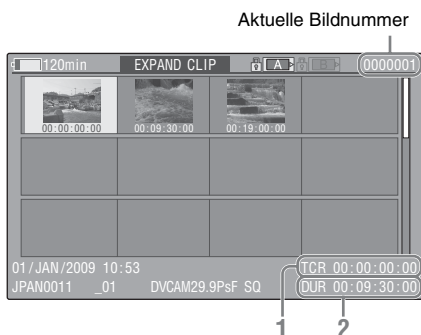 Aktuelle Bildnummer
120min EXPAND CLIP A B 0000001
00:00:00:00 00:09:30:00 00:19:00:00
01/JAN/2009 10:53 TCR 00:00:00:00
JPAN0011 _01 DVCAM29.9PsF SQ DUR 00:09:30:00
1 2